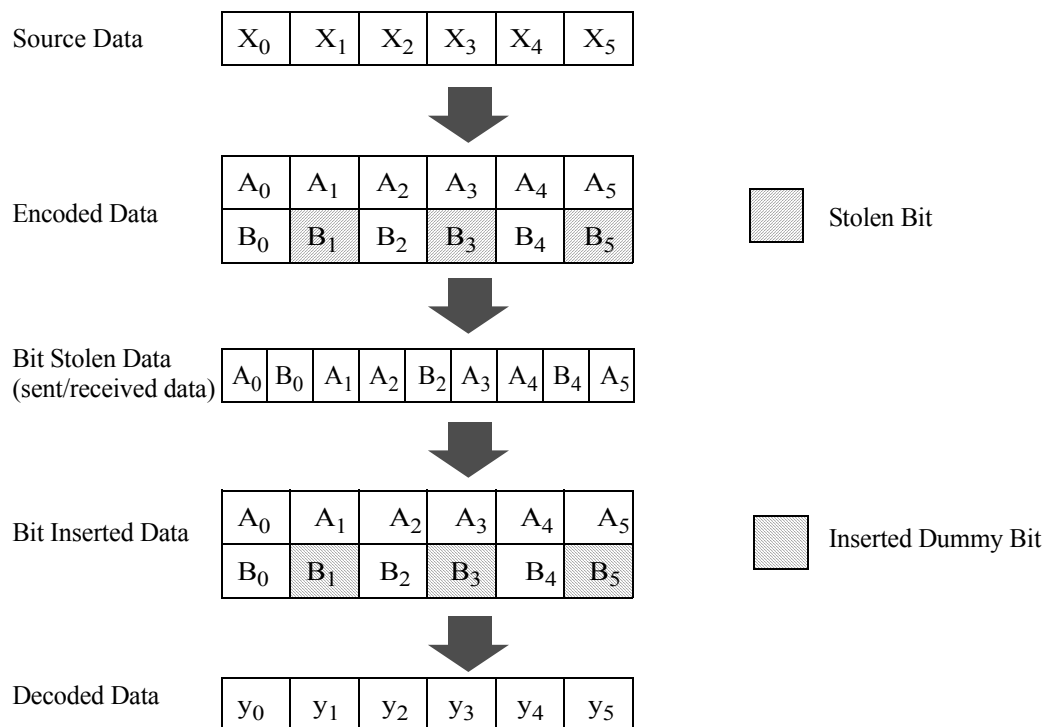 Source Data X₀ X₁ X₂ X₃ X₄ X₅
Encoded Data
A₀ A₁ A₂ A₃ A₄ A₅
B₀ B₁ B₂ B₃ B₄ B₅
Stolen Bit
Bit Stolen Data
(sent/received data)
A₀ B₀ A₁ A₂ B₂ A₃ A₄ B₄ A₅
Bit Inserted Data
A₀ A₁ A₂ A₃ A₄ A₅
B₀ B₁ B₂ B₃ B₄ B₅
Inserted Dummy Bit
Decoded Data y₀ y₁ y₂ y₃ y₄ y₅